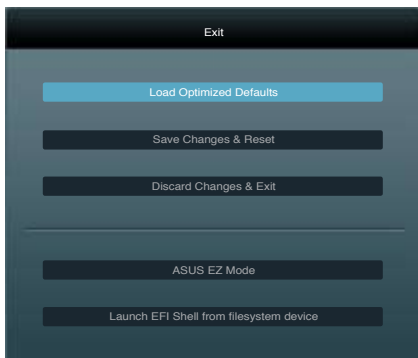 Exit
Load Optimized Defaults
Save Changes & Reset
Discard Changes & Exit
ASUS EZ Mode
Launch EFI Shell from filesystem device